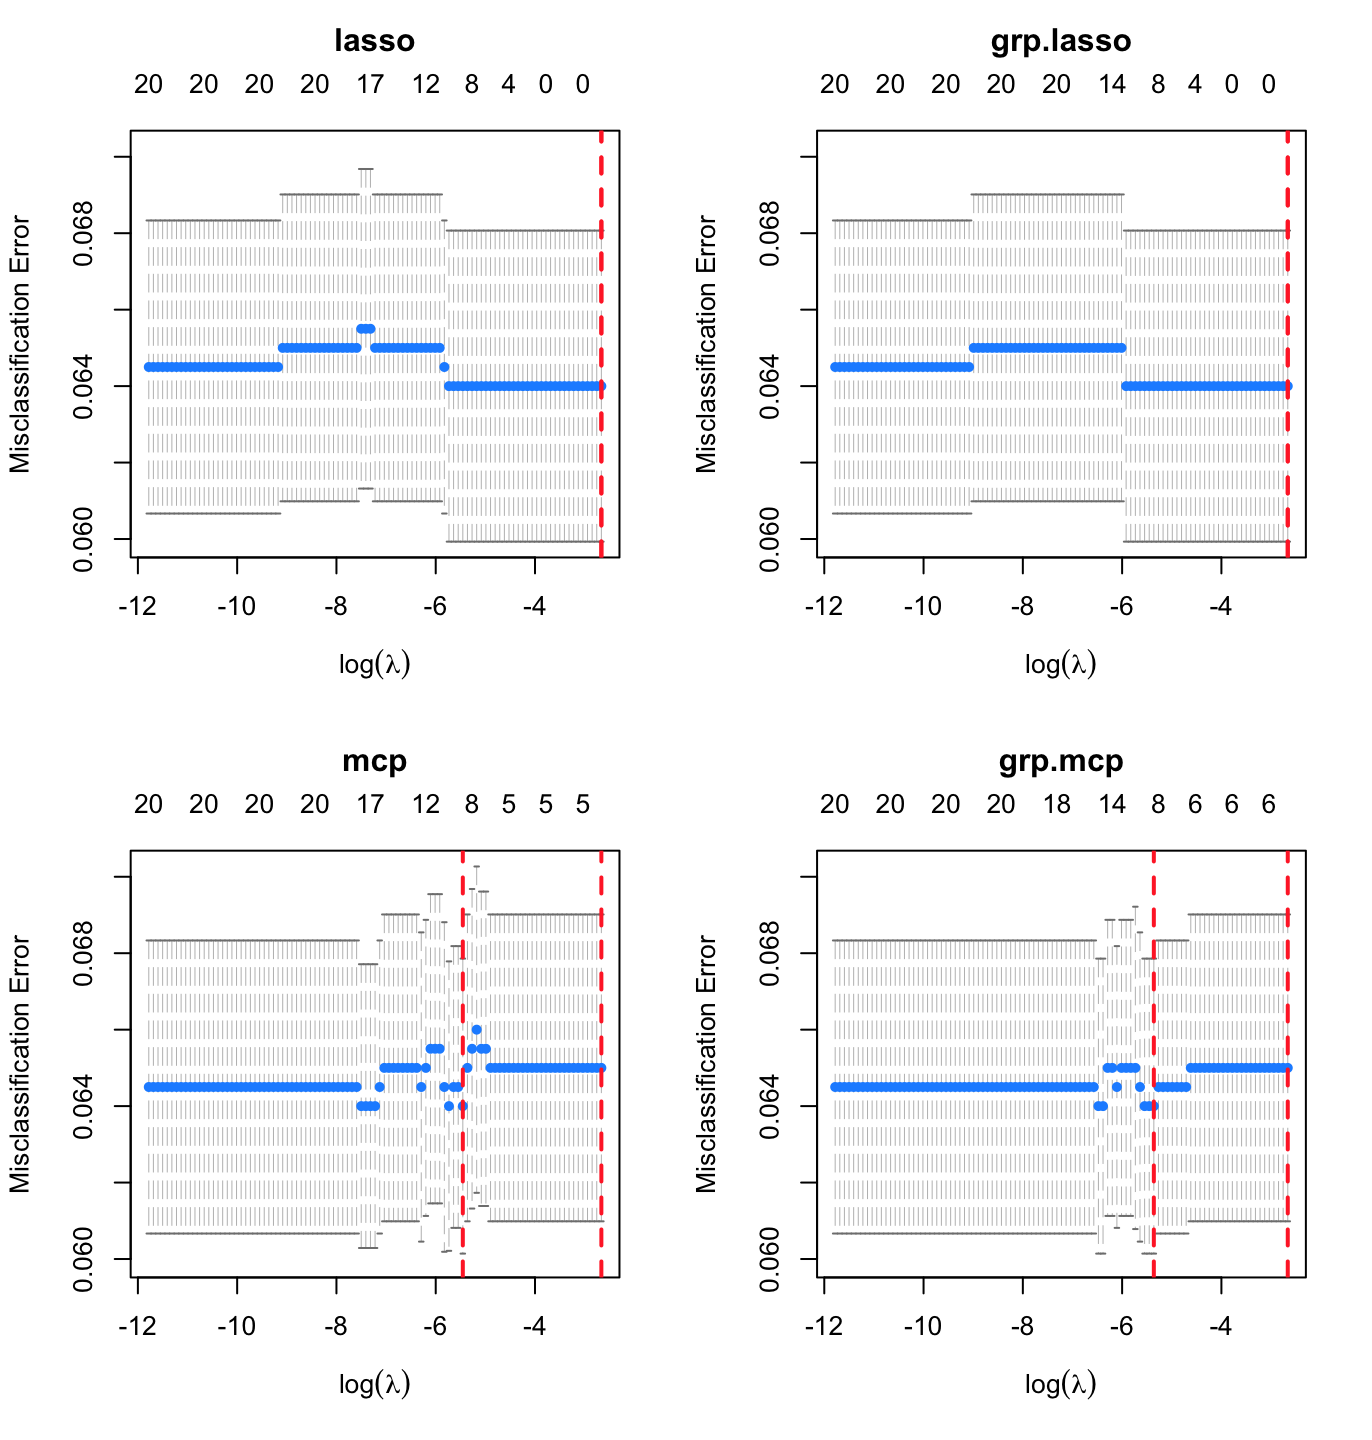 lasso
20 20 20 20 17 12 8 4 0 0
Misclassification Error
0.060 0.064 0.068
-12 -10 -8 -6 -4
log(λ)
grp.lasso
20 20 20 20 20 14 8 4 0 0
Misclassification Error
0.060 0.064 0.068
-12 -10 -8 -6 -4
log(λ)
mcp
20 20 20 20 17 12 8 5 5 5
Misclassification Error
0.060 0.064 0.068
-12 -10 -8 -6 -4
log(λ)
grp.mcp
20 20 20 20 18 14 8 6 6 6
Misclassification Error
0.060 0.064 0.068
-12 -10 -8 -6 -4
log(λ)